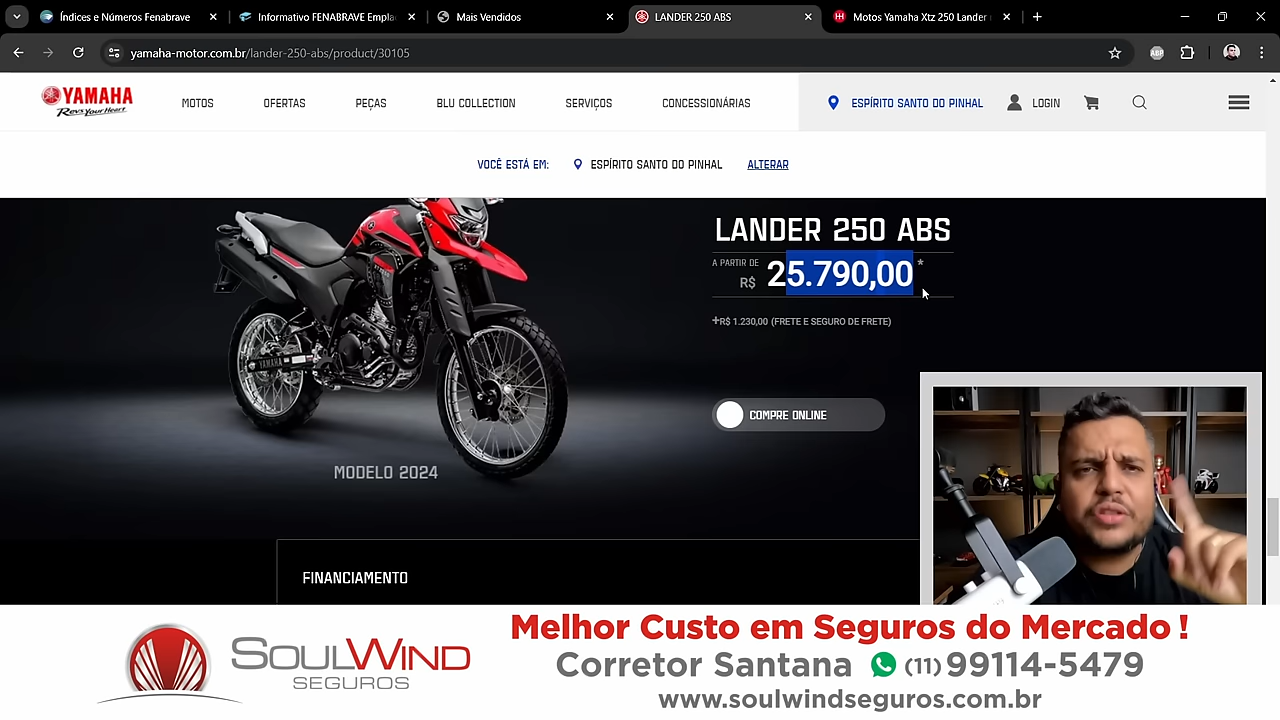 Índices e Números Fenabrave
Informativo FENABRAVE Empla
Mais Vendidos
LANDER 250 ABS
Motos Yamaha Xtz 250 Lander
yamaha-motor.com.br/lander-250-abs/product/30105
ABP
YAMAHA
Revs Your Heart
MOTOS
OFERTAS
PEÇAS
BLU COLLECTION
SERVIÇOS
CONCESSIONÁRIAS
ESPÍRITO SANTO DO PINHAL
LOGIN
VOCÊ ESTÁ EM:
ESPÍRITO SANTO DO PINHAL
ALTERAR
LANDER 250 ABS
A PARTIR DE
R$ 25.790,00 *
+R$ 1.230,00 (FRETE E SEGURO DE FRETE)
COMPRE ONLINE
YAMAHA
MODELO 2024
FINANCIAMENTO
SOULWIND
SEGUROS
Melhor Custo em Seguros do Mercado !
Corretor Santana (11) 99114-5479
www.soulwindseguros.com.br